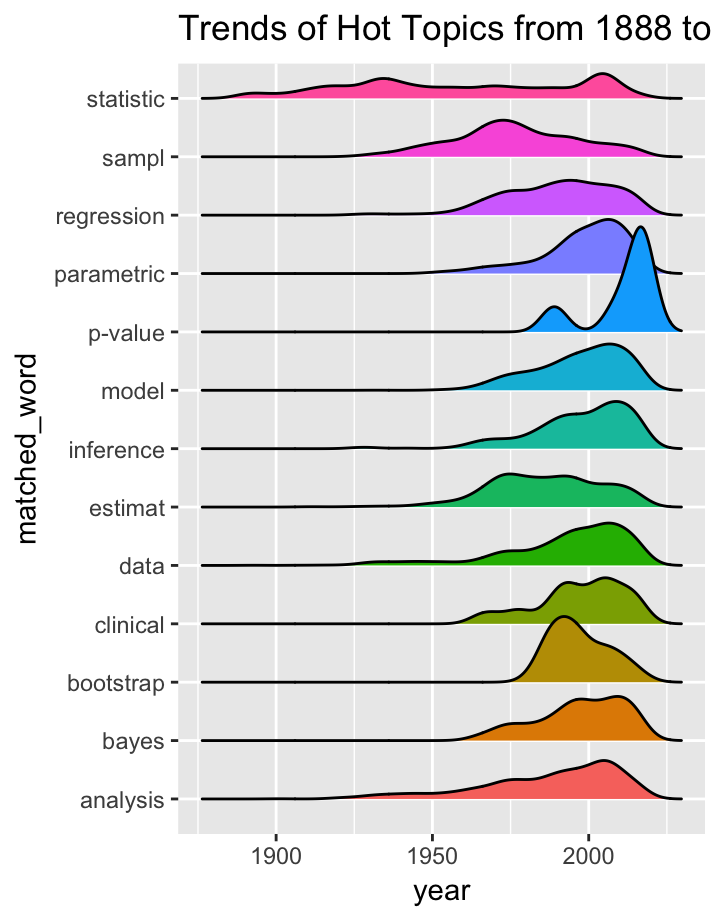 Trends of Hot Topics from 1888 to
statistic
sampl
regression
parametric
p-value
model
inference
estimat
data
clinical
bootstrap
bayes
analysis
matched_word
1900 1950 2000
year